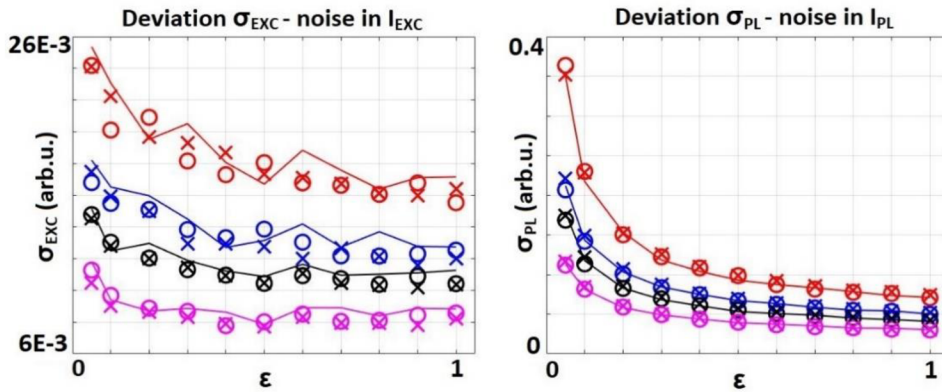 Deviation σEXC - noise in IEXC
26E-3
σEXC (arb.u.)
6E-3
0
ε
1
Deviation σPL - noise in IPL
0.4
σPL (arb.u.)
0
0
ε
1